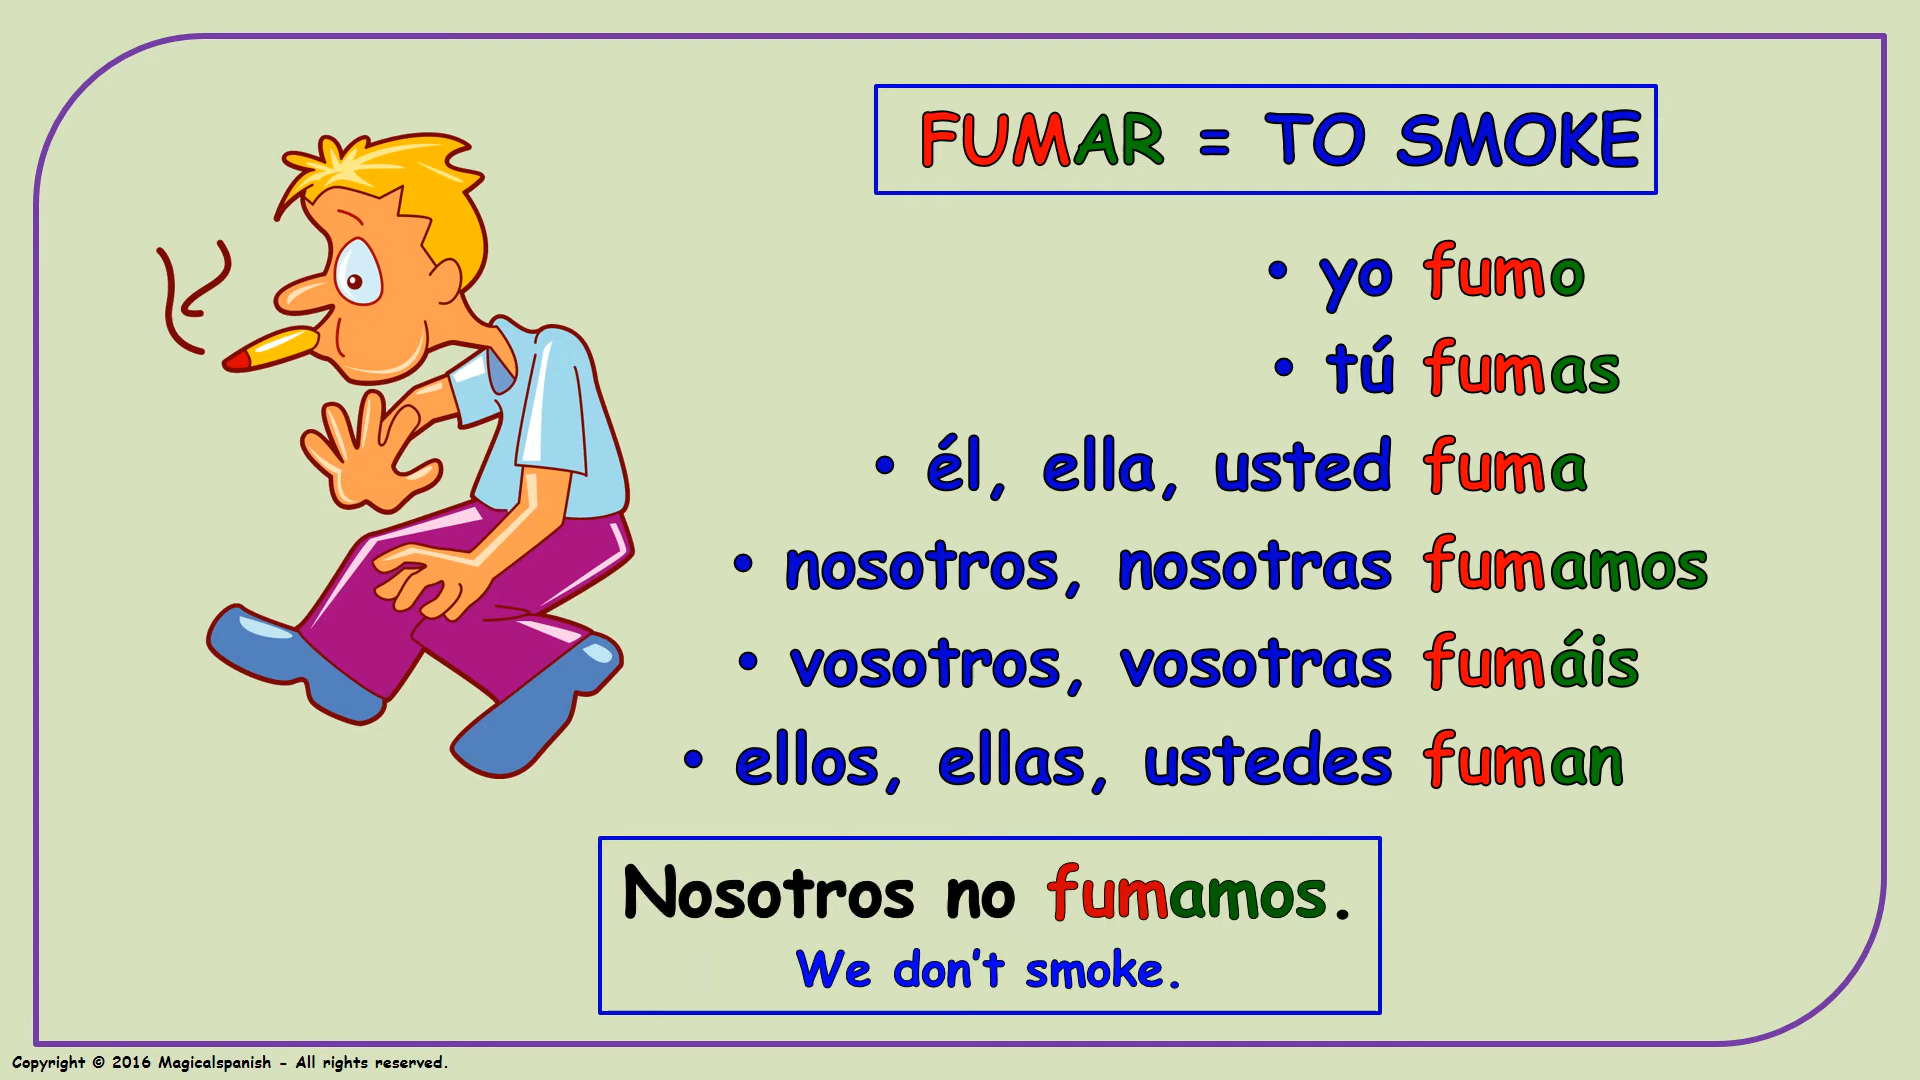 FUMAR = TO SMOKE
• yo fumo
• tú fumas
• él, ella, usted fuma
• nosotros, nosotras fumamos
• vosotros, vosotras fumáis
• ellos, ellas, ustedes fuman
Nosotros no fumamos.
We don't smoke.
Copyright © 2016 Magicalspanish - All rights reserved.